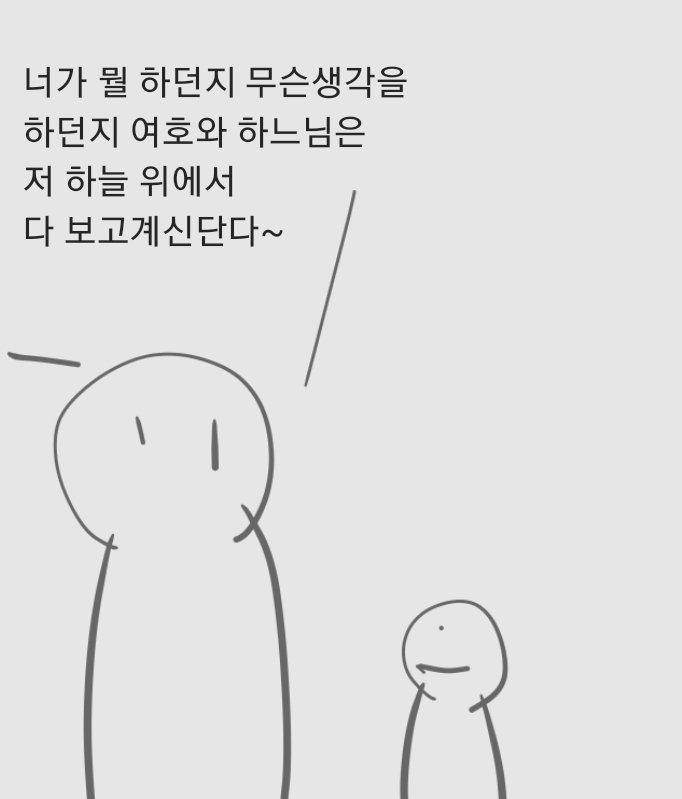 너가 뭘 하던지 무슨생각을
하던지 여호와 하느님은
저 하늘 위에서
다 보고계신단다~